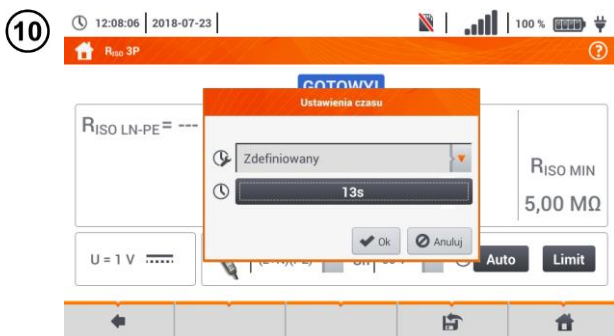 10
12:08:06 2018-07-23 100 %
RISO 3P
GOTOWY!
Ustawienia czasu
RISO LN-PE= ---
Zdefiniowany
13s
RISO MIN
5,00 MΩ
Ok Anuluj
U = 1 V
Auto Limit